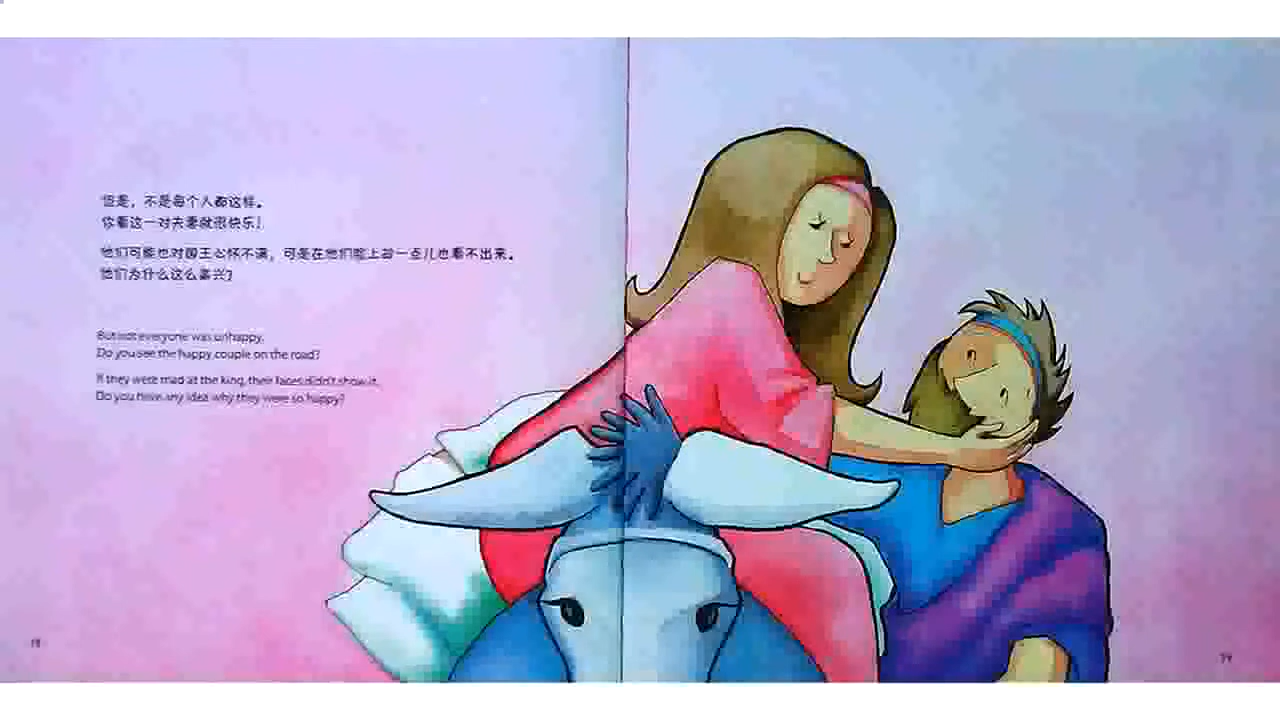 但是，不是每个人都这样。
你看这一对夫妻就很快乐！
他们可能也对国王心怀不满，可是在他们脸上却一点儿也看不出来。
他们为什么这么高兴？
But not everyone was unhappy.
Do you see the happy couple on the road?
If they were mad at the king, their faces didn't show it.
Do you have any idea why they were so happy?